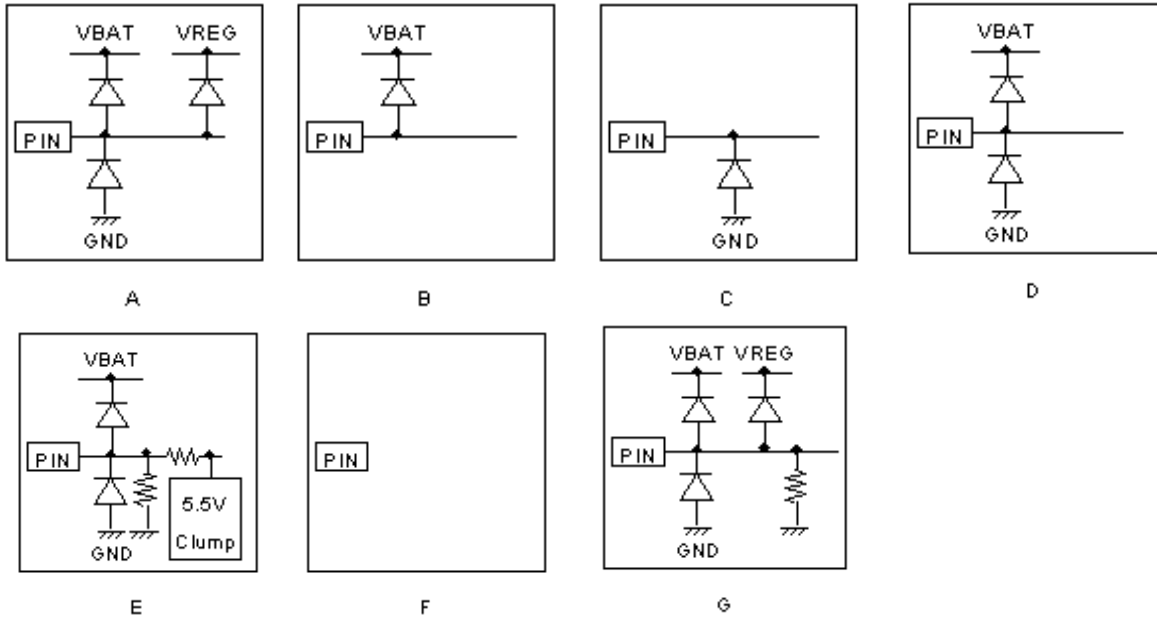 VBAT VREG
PIN
GND
A
VBAT
PIN
B
PIN
GND
C
VBAT
PIN
GND
D
VBAT
PIN
5.5V
Clump
GND
E
PIN
F
VBAT VREG
PIN
GND
G